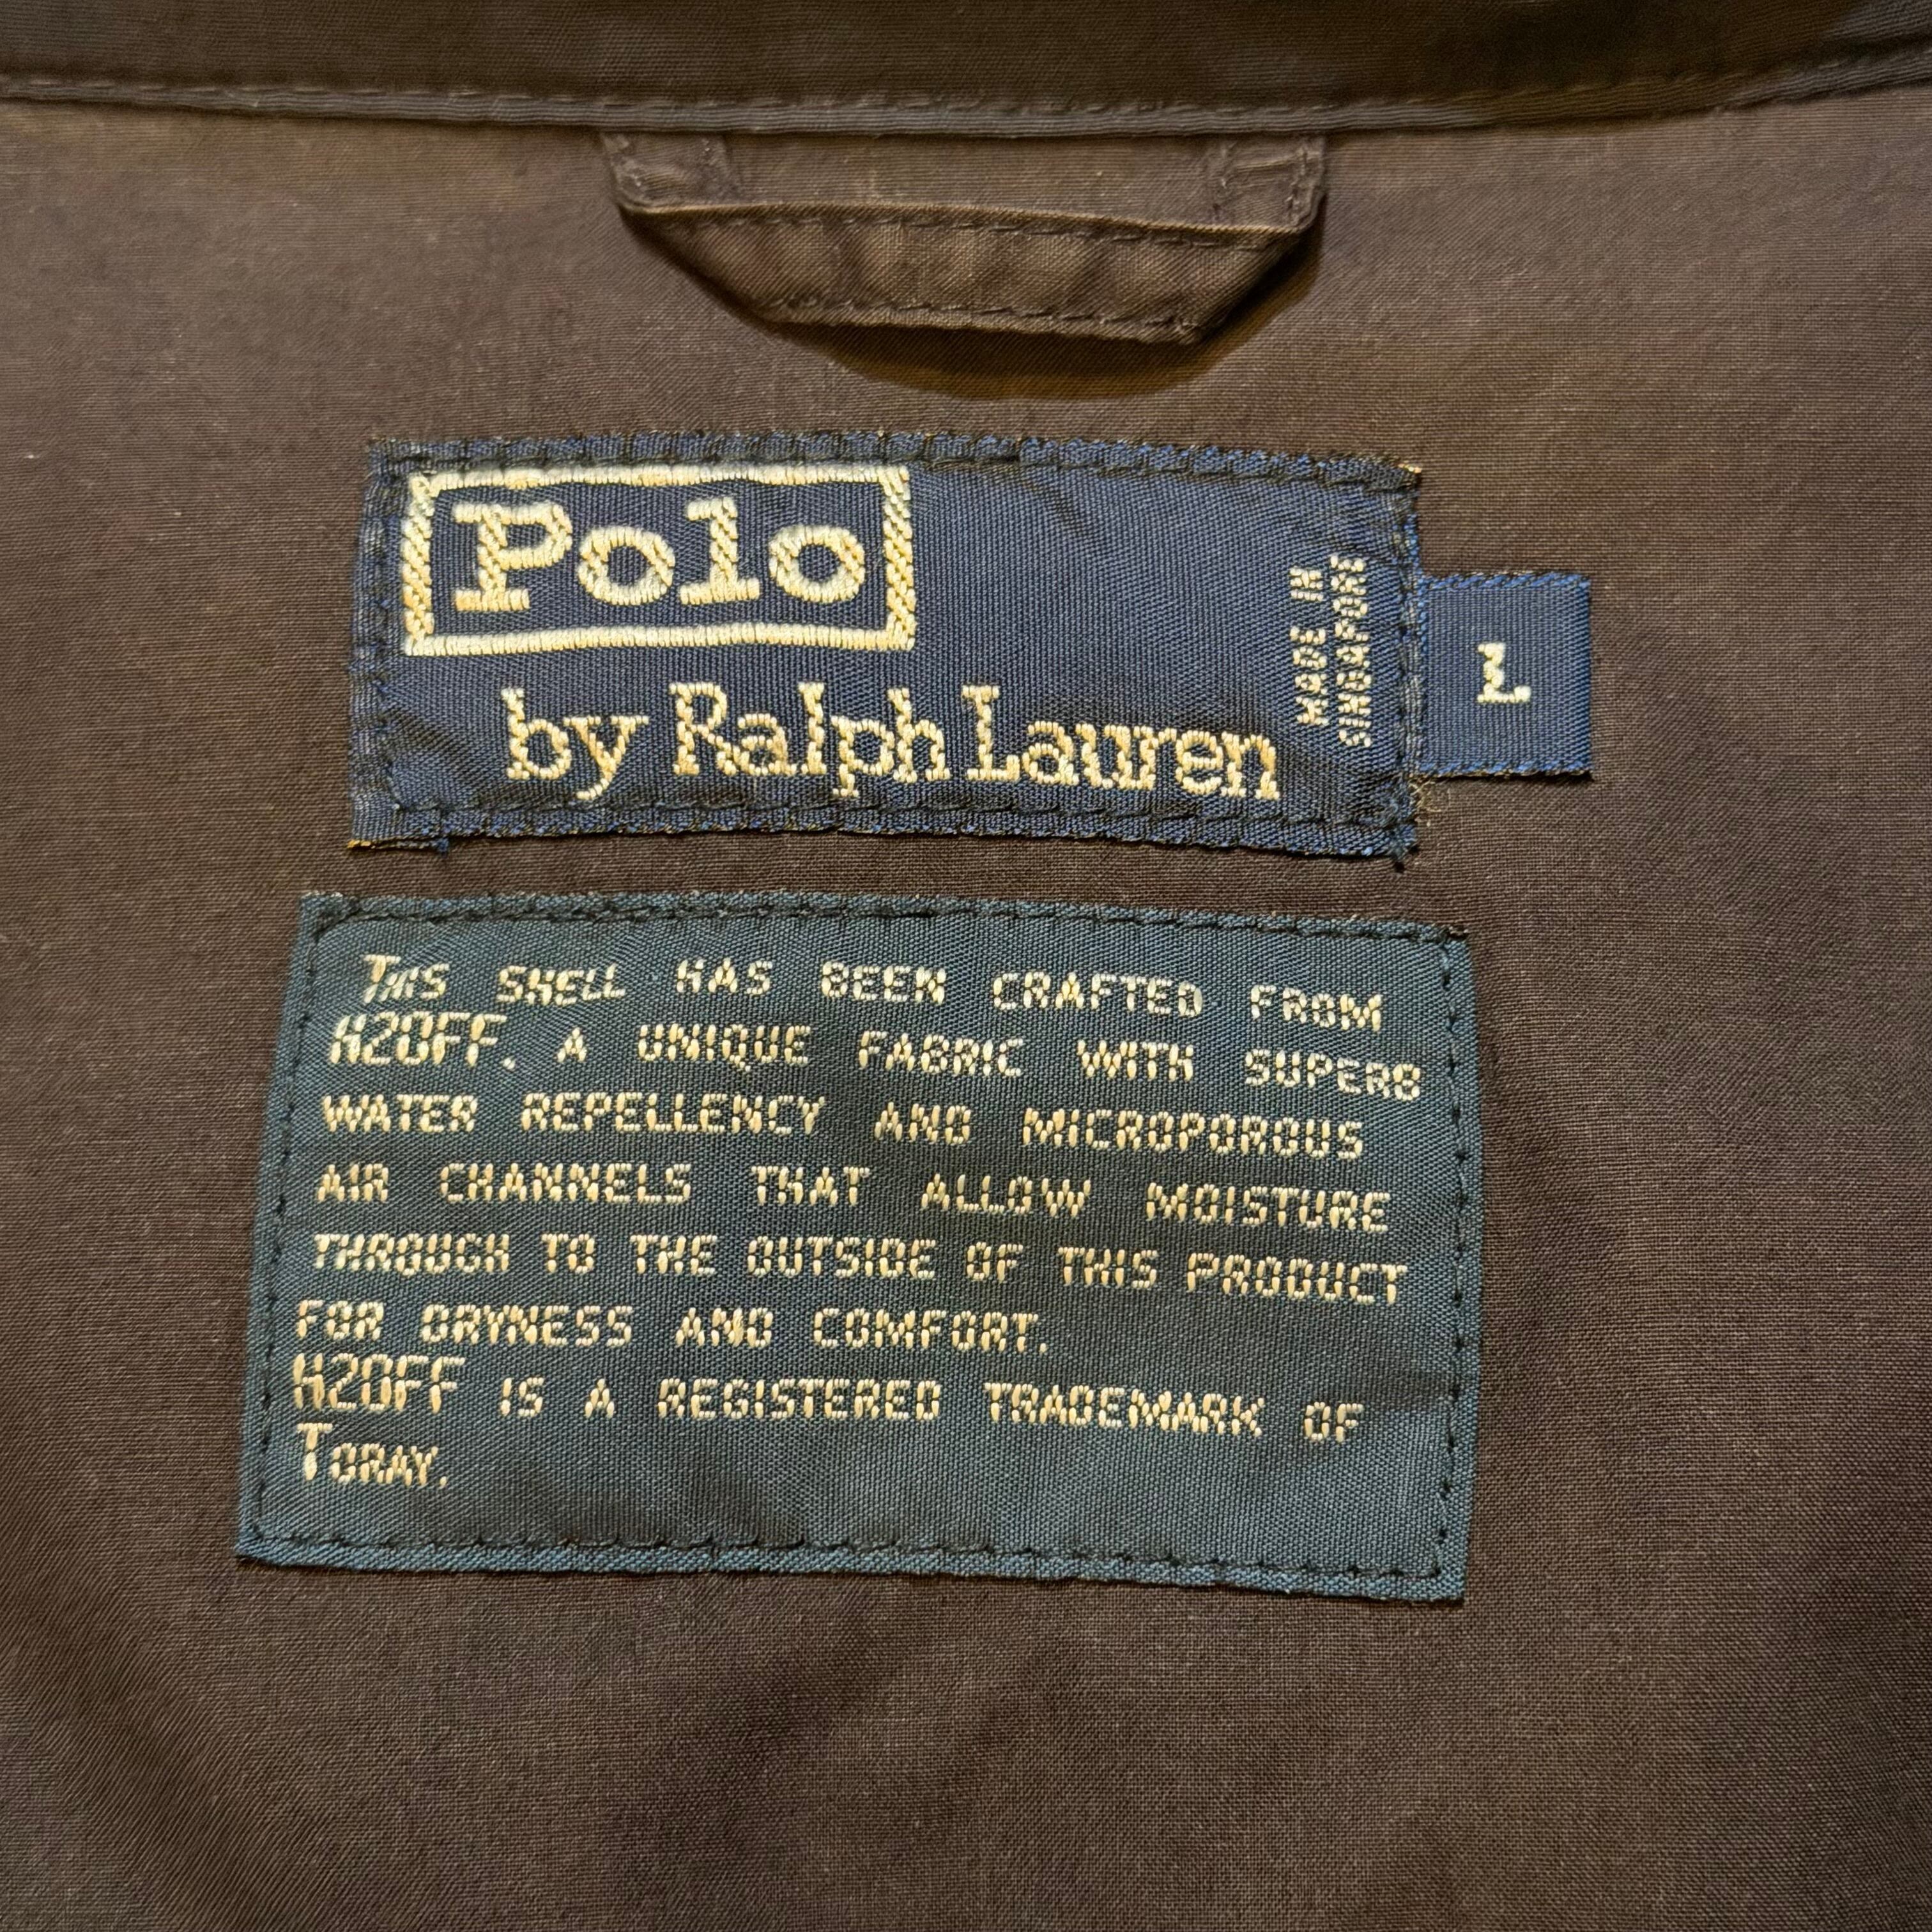 Polo
by Ralph Lauren
MADE IN
SINGAPORE
L
THIS SHELL HAS BEEN CRAFTED FROM
H2OFF. A UNIQUE FABRIC WITH SUPERB
WATER REPELLENCY AND MICROPOROUS
AIR CHANNELS THAT ALLOW MOISTURE
THROUGH TO THE OUTSIDE OF THIS PRODUCT
FOR DRYNESS AND COMFORT.
H2OFF IS A REGISTERED TRADEMARK OF
TORAY.